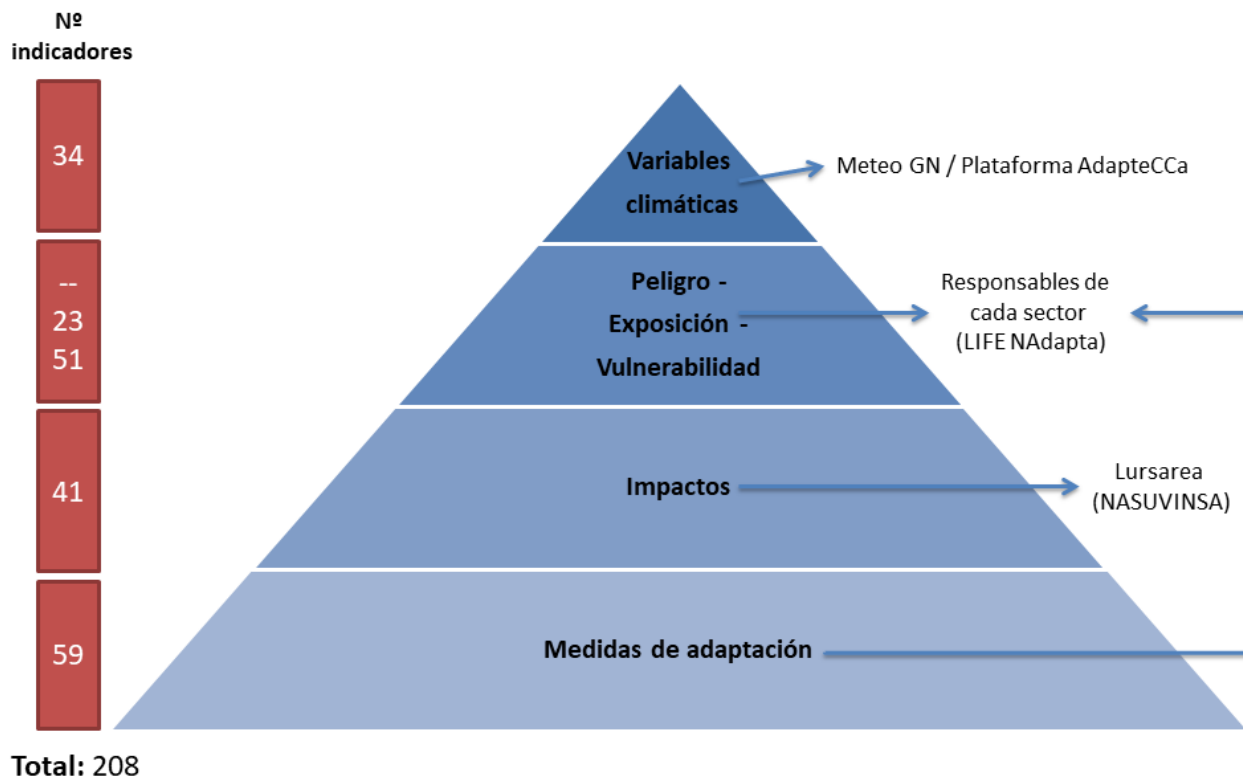 Nº
indicadores
34
Variables
climáticas
Meteo GN / Plataforma AdapteCCa
--
23
51
Peligro -
Exposición -
Vulnerabilidad
Responsables de
cada sector
(LIFE NAdapta)
41
Impactos
Lursarea
(NASUVINSA)
59
Medidas de adaptación
Total: 208